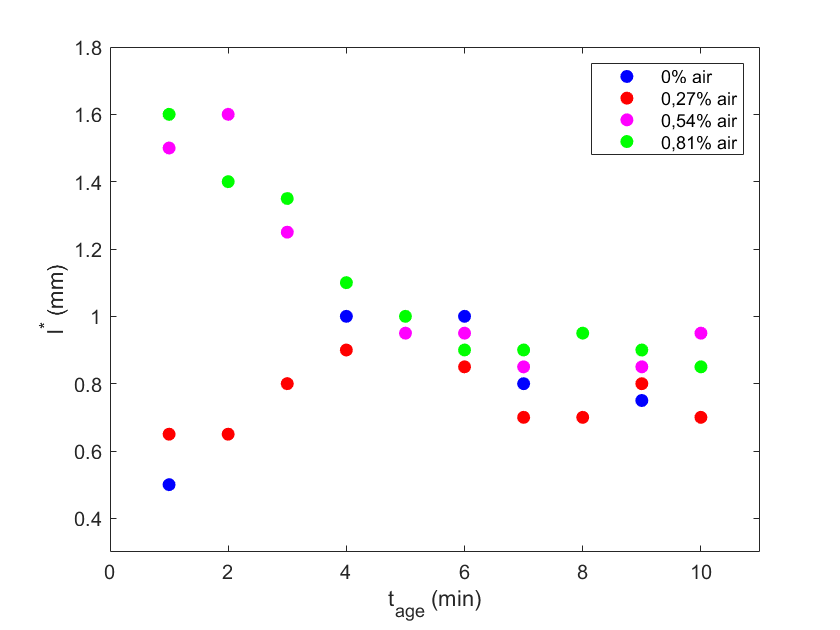 1.8
1.6
1.4
1.2
1
0.8
0.6
0.4
0 2 4 6 8 10
l* (mm)
t_age (min)
0% air
0,27% air
0,54% air
0,81% air